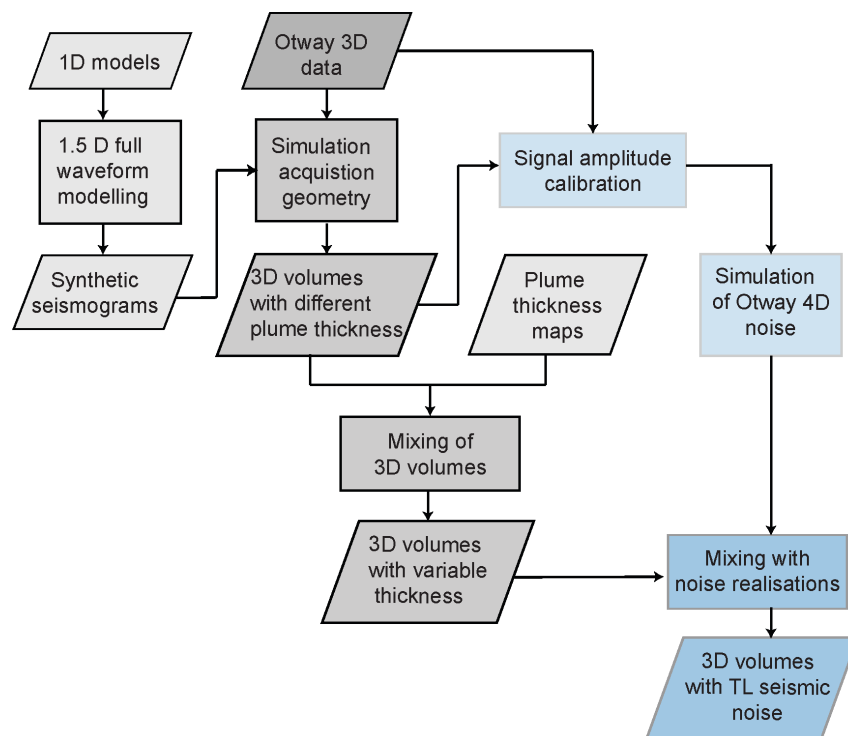 1D models
Otway 3D
data
1.5 D full
waveform
modelling
Simulation
acquistion
geometry
Signal amplitude
calibration
Synthetic
seismograms
3D volumes
with different
plume thickness
Plume
thickness
maps
Simulation
of Otway 4D
noise
Mixing of
3D volumes
3D volumes
with variable
thickness
Mixing with
noise realisations
3D volumes
with TL seismic
noise